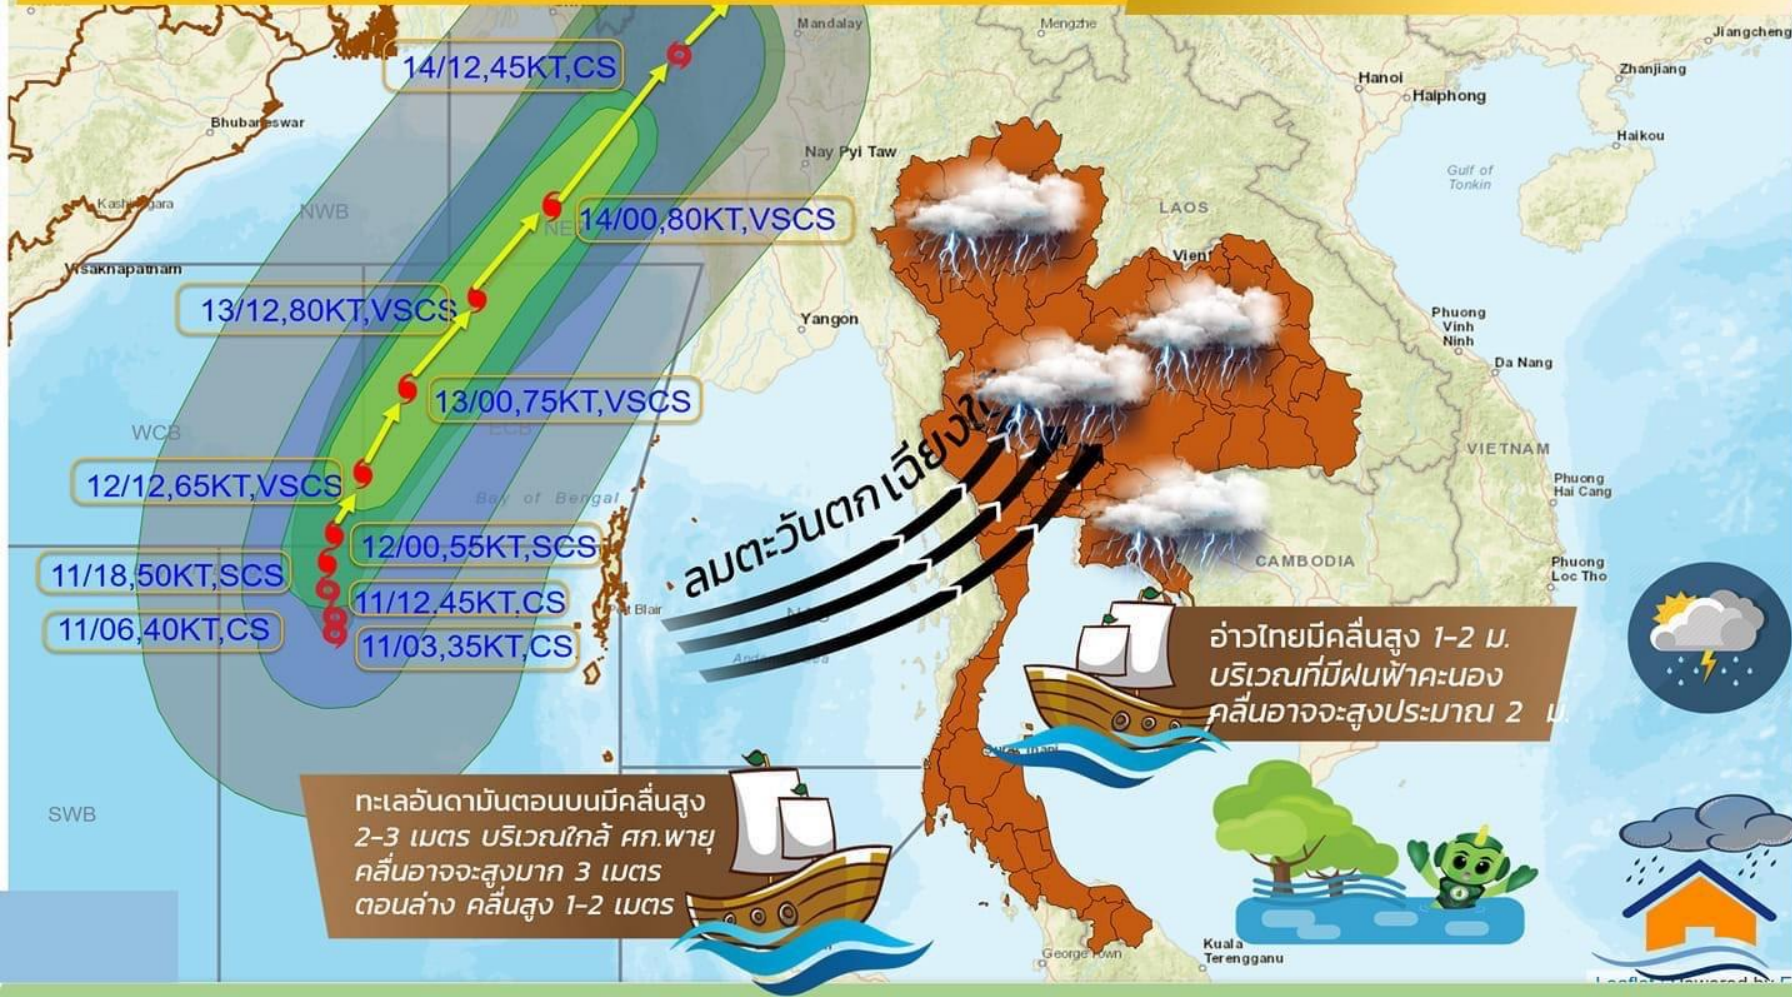 Mandalay
Mengzhe
Jiangcheng
14/12,45KT,CS
Hanoi
Haiphong
Zhanjiang
Bhubaneswar
Haikou
Nay Pyi Taw
Gulf of
Tonkin
NWB
LAOS
14/00,80KT,VSCS
Vient
13/12,80KT,VSCS
Yangon
Phuong
Vinh
Ninh
Da Nang
13/00,75KT,VSCS
WCB
ECB
VIETNAM
12/12,65KT,VSCS
Bay of Bengal
Phuong
Hai Cang
ลมตะวันตกเฉียงใต้
12/00,55KT,SCS
11/18,50KT,SCS
CAMBODIA
Phuong
Loc Tho
11/12.45KT,CS
Blair
11/06,40KT,CS
11/03,35KT,CS
อ่าวไทยมีคลื่นสูง 1-2 ม.
บริเวณที่มีฝนฟ้าคะนอง
คลื่นอาจจะสูงประมาณ 2 ม.
SWB
ทะเลอันดามันตอนบนมีคลื่นสูง
2-3 เมตร บริเวณใกล้ ศก.พายุ
คลื่นอาจจะสูงมาก 3 เมตร
ตอนล่าง คลื่นสูง 1-2 เมตร
Kuala
Terengganu
George Town